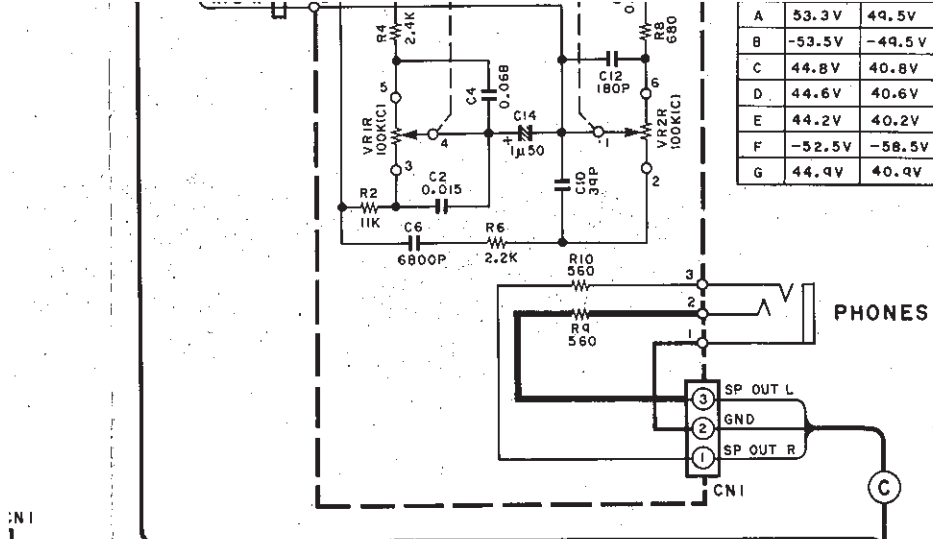 R4
2.4K
R8
680
A 53.3V 49.5V
B -53.5V -49.5V
C 44.8V 40.8V
D 44.6V 40.6V
E 44.2V 40.2V
F -52.5V -58.5V
G 44.9V 40.9V
C12
180P
6
5
C4
0.068
C14
+
1µ50
VR1R
100K(C)
4
1
VR2R
100K(C)
3
C2
0.015
C10
39P
2
R2
11K
C6
6800P
R6
2.2K
R10
560
3
2
R9
560
1
PHONES
3 SP OUT L
2 GND
1 SP OUT R
CN1
C
CN1